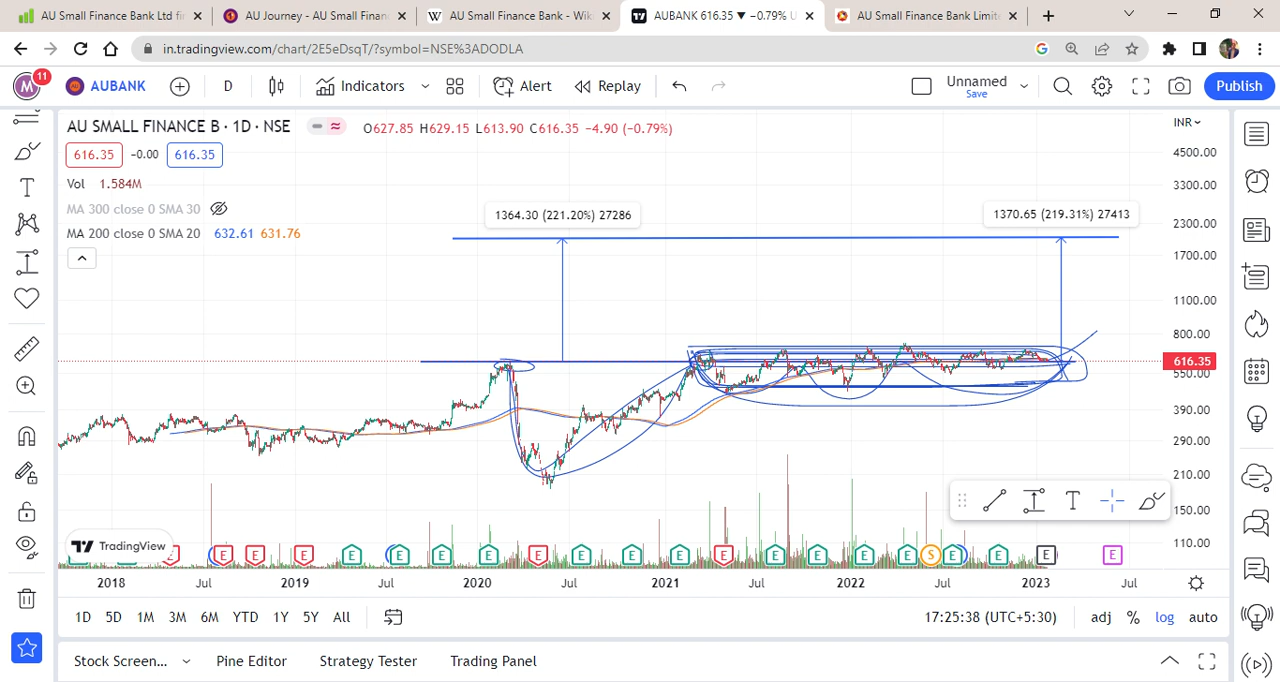 AU Small Finance Bank Ltd fin
AU Journey - AU Small Finan
AU Small Finance Bank - Wiki
AUBANK 616.35 ▼ −0.79% U
AU Small Finance Bank Limite
in.tradingview.com/chart/2E5eDsqT/?symbol=NSE%3ADODLA
M 11 AUBANK D Indicators Alert Replay Unnamed Save Publish
AU SMALL FINANCE B · 1D · NSE O627.85 H629.15 L613.90 C616.35 −4.90 (−0.79%)
INR
616.35 −0.00 616.35
Vol 1.584M
MA 300 close 0 SMA 30
MA 200 close 0 SMA 20 632.61 631.76
1364.30 (221.20%) 27286
1370.65 (219.31%) 27413
4500.00
3300.00
2300.00
1700.00
1100.00
800.00
616.35
550.00
390.00
290.00
210.00
150.00
110.00
T
TradingView
E E E E E E E E E E E E E E E E E S E E E E
2018 Jul 2019 Jul 2020 Jul 2021 Jul 2022 Jul 2023 Jul
1D 5D 1M 3M 6M YTD 1Y 5Y All 17:25:38 (UTC+5:30) adj % log auto
Stock Screen... Pine Editor Strategy Tester Trading Panel